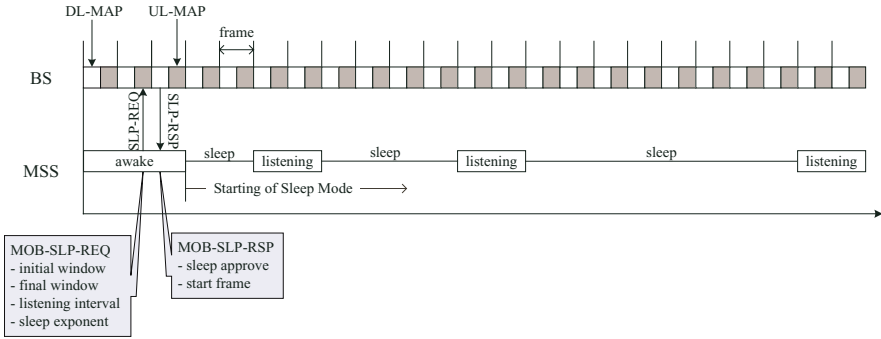 DL-MAP
UL-MAP
frame
BS
SLP-REQ
SLP-RSP
MSS
awake
sleep
listening
sleep
listening
sleep
listening
Starting of Sleep Mode
MOB-SLP-REQ
- initial window
- final window
- listening interval
- sleep exponent
MOB-SLP-RSP
- sleep approve
- start frame